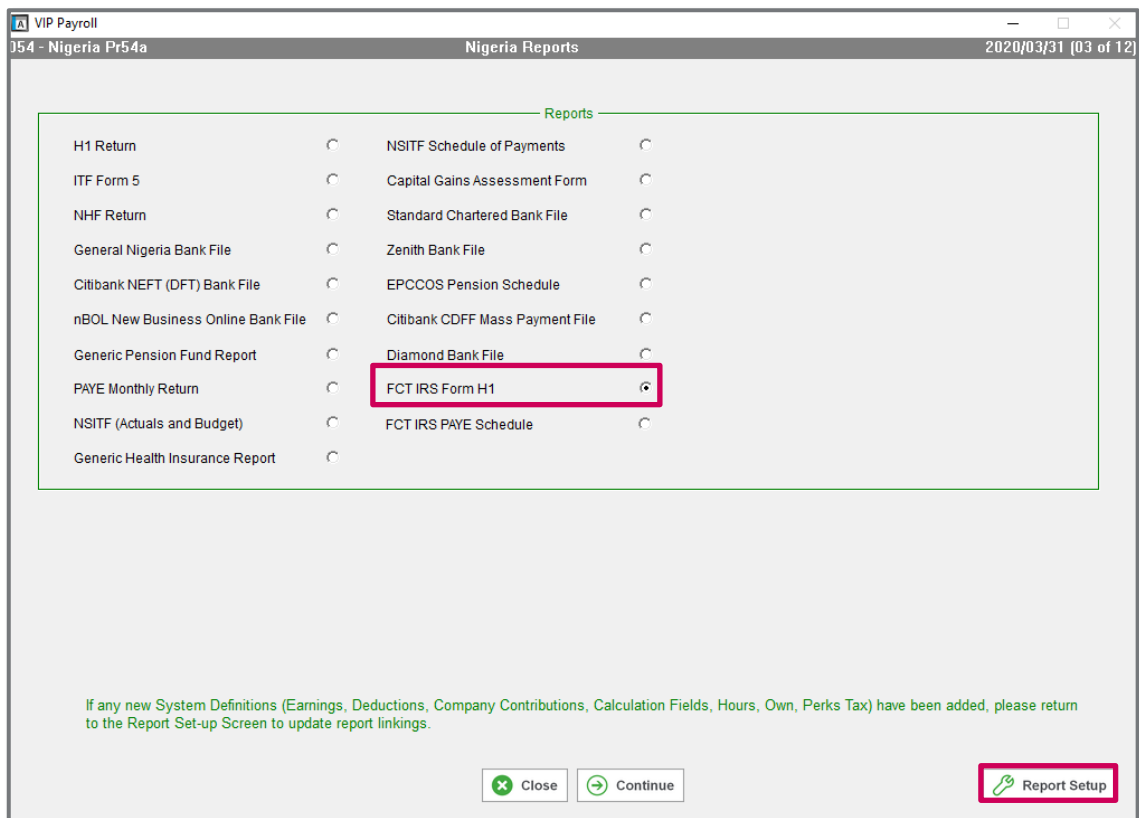 VIP Payroll
054 - Nigeria Pr54a Nigeria Reports 2020/03/31 (03 of 12)
Reports
H1 Return NSITF Schedule of Payments
ITF Form 5 Capital Gains Assessment Form
NHF Return Standard Chartered Bank File
General Nigeria Bank File Zenith Bank File
Citibank NEFT (DFT) Bank File EPCCOS Pension Schedule
nBOL New Business Online Bank File Citibank CDFF Mass Payment File
Generic Pension Fund Report Diamond Bank File
PAYE Monthly Return FCT IRS Form H1
NSITF (Actuals and Budget) FCT IRS PAYE Schedule
Generic Health Insurance Report
If any new System Definitions (Earnings, Deductions, Company Contributions, Calculation Fields, Hours, Own, Perks Tax) have been added, please return
to the Report Set-up Screen to update report linkings.
Close Continue Report Setup